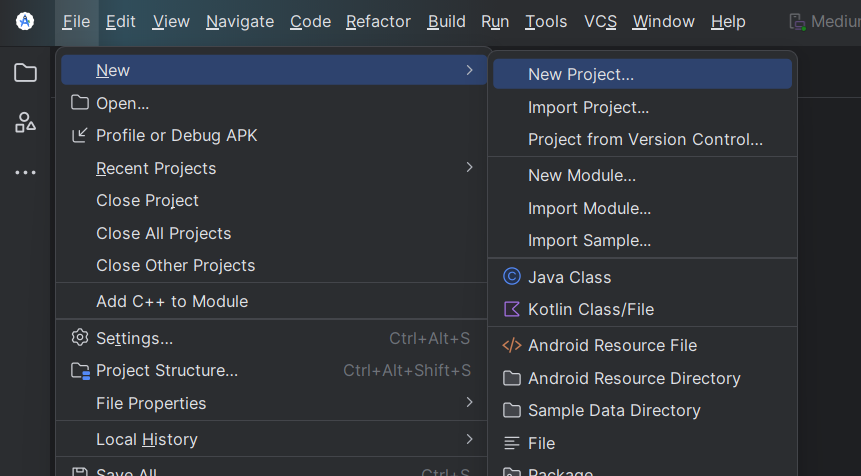 File Edit View Navigate Code Refactor Build Run Tools VCS Window Help
New
Open...
Profile or Debug APK
Recent Projects
Close Project
Close All Projects
Close Other Projects
Add C++ to Module
Settings... Ctrl+Alt+S
Project Structure... Ctrl+Alt+Shift+S
File Properties
Local History
Save All Ctrl+S
New Project...
Import Project...
Project from Version Control...
New Module...
Import Module...
Import Sample...
Java Class
Kotlin Class/File
Android Resource File
Android Resource Directory
Sample Data Directory
File
Package